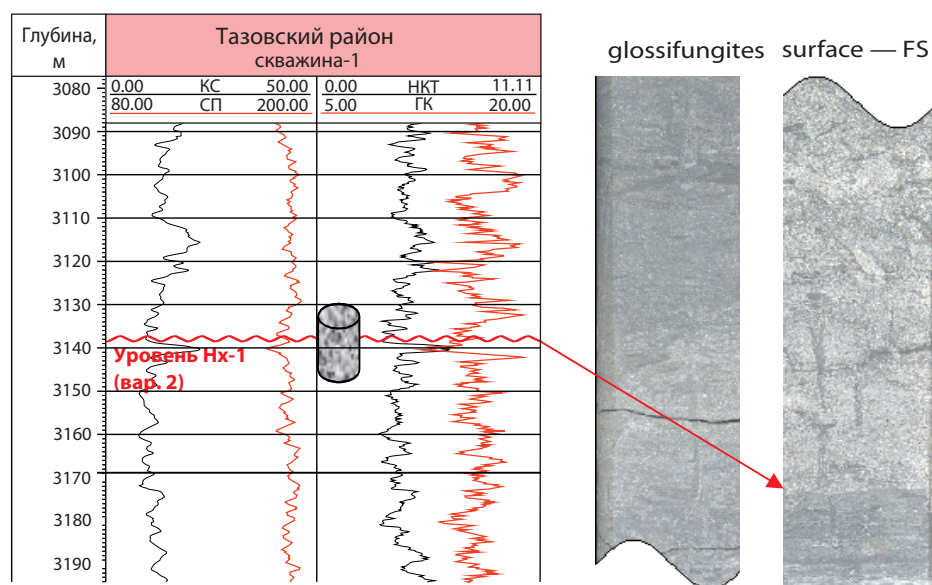 Глубина,
м
Тазовский район
скважина-1
0.00 КС 50.00 0.00 НКТ 11.11
80.00 СП 200.00 5.00 ГК 20.00
3080
3090
3100
3110
3120
3130
3140
3150
3160
3170
3180
3190
Уровень Нх-1
(вар. 2)
glossifungites surface — FS